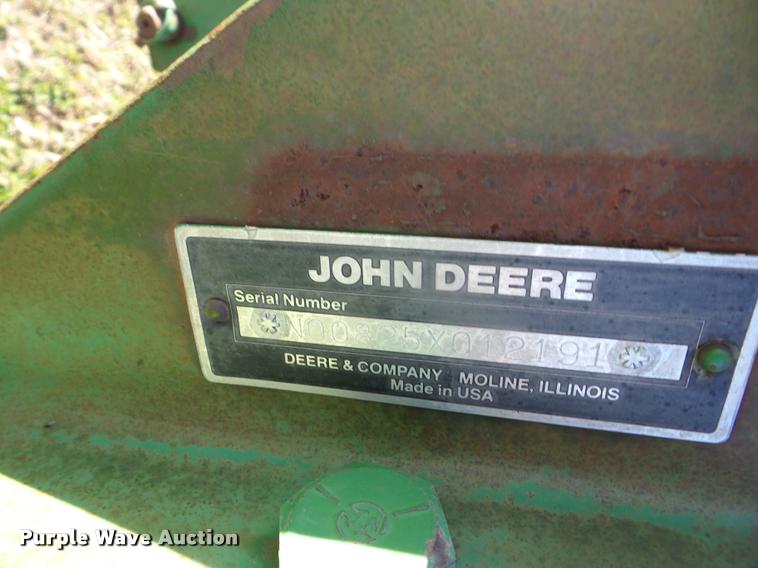 JOHN DEERE
Serial Number
N00825X012191
DEERE & COMPANY MOLINE, ILLINOIS
Made in USA
Purple Wave Auction